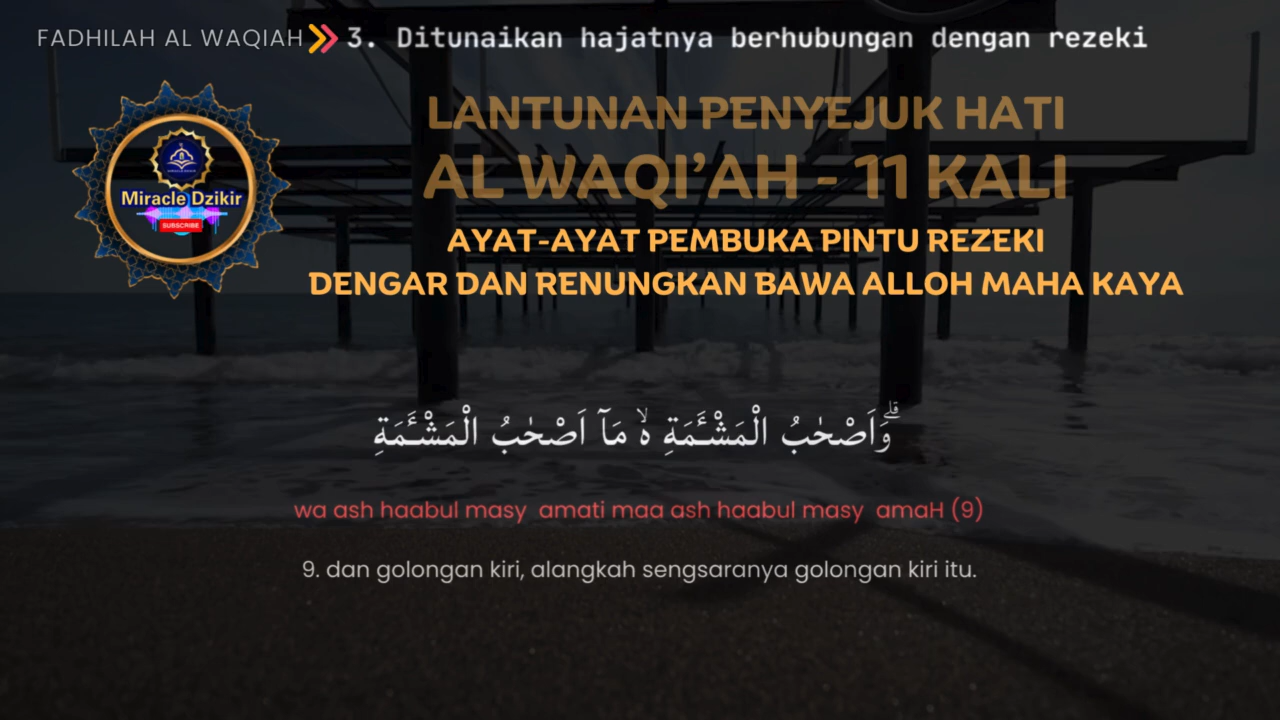 FADHILAH AL WAQIAH 3. Ditunaikan hajatnya berhubungan dengan rezeki
LANTUNAN PENYEJUK HATI
AL WAQI'AH - 11 KALI
Miracle Dzikir
SUBSCRIBE
AYAT-AYAT PEMBUKA PINTU REZEKI
DENGAR DAN RENUNGKAN BAWA ALLOH MAHA KAYA
وَاَصْحٰبُ الْمَشْـَٔمَةِ ەۙ مَآ اَصْحٰبُ الْمَشْـَٔمَةِۗ
wa ash haabul masy amati maa ash haabul masy amaH (9)
9. dan golongan kiri, alangkah sengsaranya golongan kiri itu.